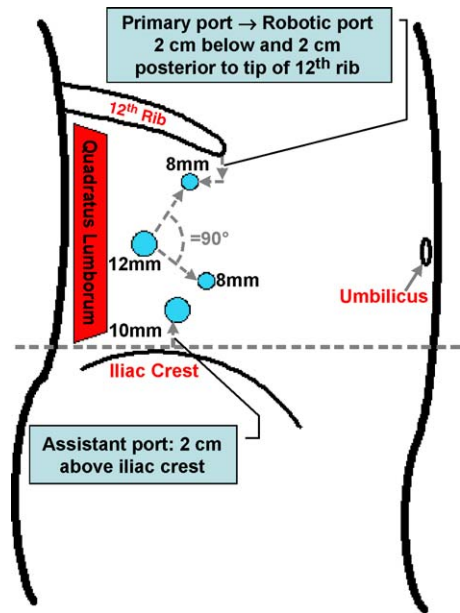 Primary port → Robotic port
2 cm below and 2 cm
posterior to tip of 12th rib
12th Rib
8mm
Quadratus Lumborum
=90°
12mm
8mm
Umbilicus
10mm
Iliac Crest
Assistant port: 2 cm
above iliac crest